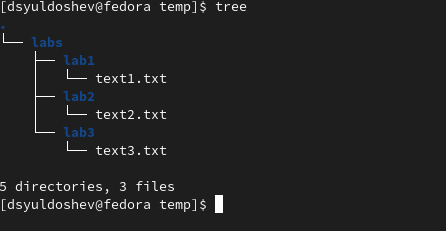 [dsyuldoshev@fedora temp]$ tree
.
└── labs
    ├── lab1
    │   └── text1.txt
    ├── lab2
    │   └── text2.txt
    └── lab3
        └── text3.txt

5 directories, 3 files
[dsyuldoshev@fedora temp]$